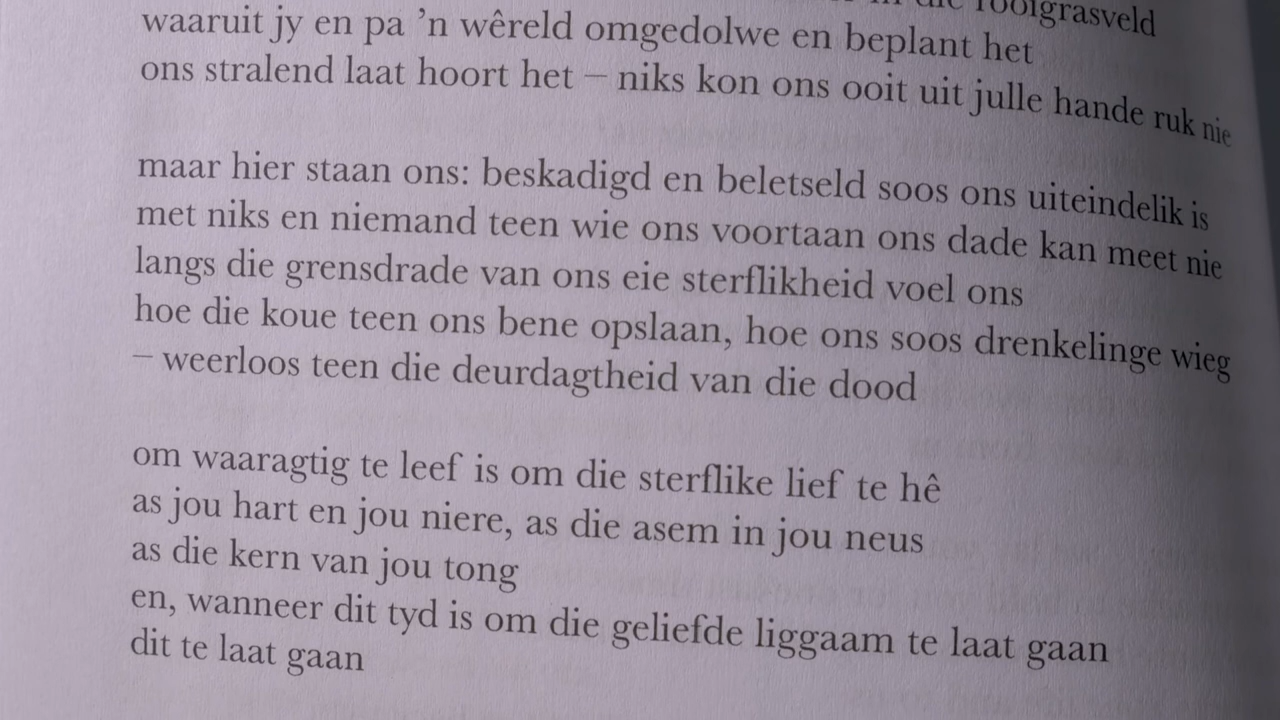 in die rooigrasveld
waaruit jy en pa ’n wêreld omgedolwe en beplant het
ons stralend laat hoort het – niks kon ons ooit uit julle hande ruk nie
maar hier staan ons: beskadigd en beletseld soos ons uiteindelik is
met niks en niemand teen wie ons voortaan ons dade kan meet nie
langs die grensdrade van ons eie sterflikheid voel ons
hoe die koue teen ons bene opslaan, hoe ons soos drenkelinge wieg
– weerloos teen die deurdagtheid van die dood
om waaragtig te leef is om die sterflike lief te hê
as jou hart en jou niere, as die asem in jou neus
as die kern van jou tong
en, wanneer dit tyd is om die geliefde liggaam te laat gaan
dit te laat gaan